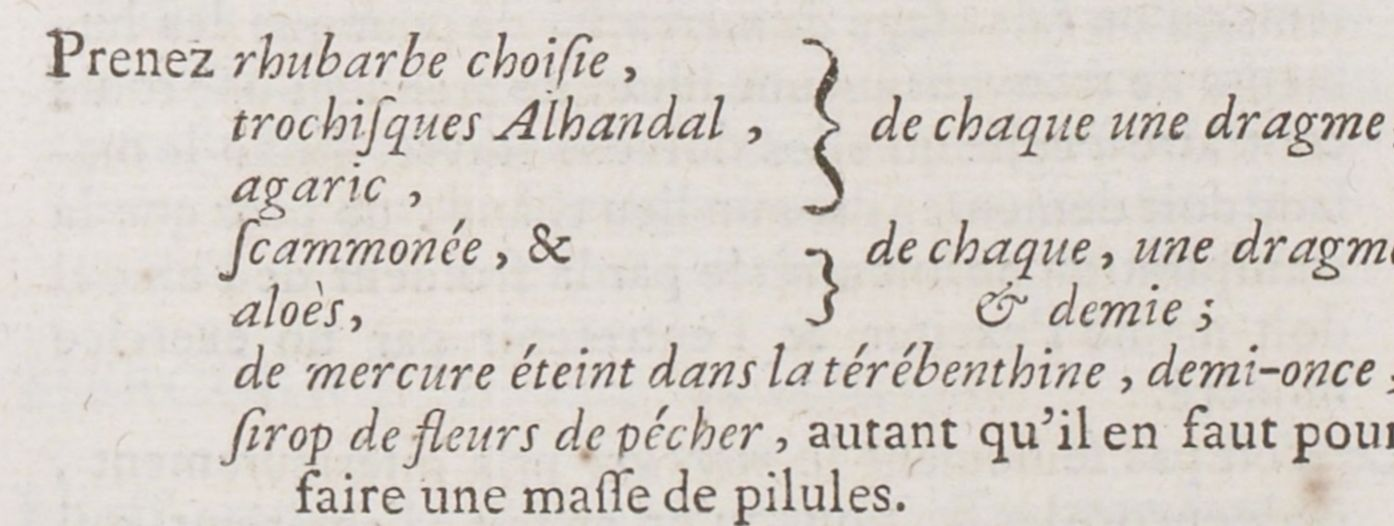 Prenez rhubarbe choiſie,
trochiſques Alhandal, } de chaque une dragme,
agaric,
ſcammonée, & } de chaque, une dragme
aloès, & demie ;
de mercure éteint dans la térébenthine, demi-once ;
ſirop de fleurs de pêcher, autant qu'il en faut pour
faire une maſſe de pilules.